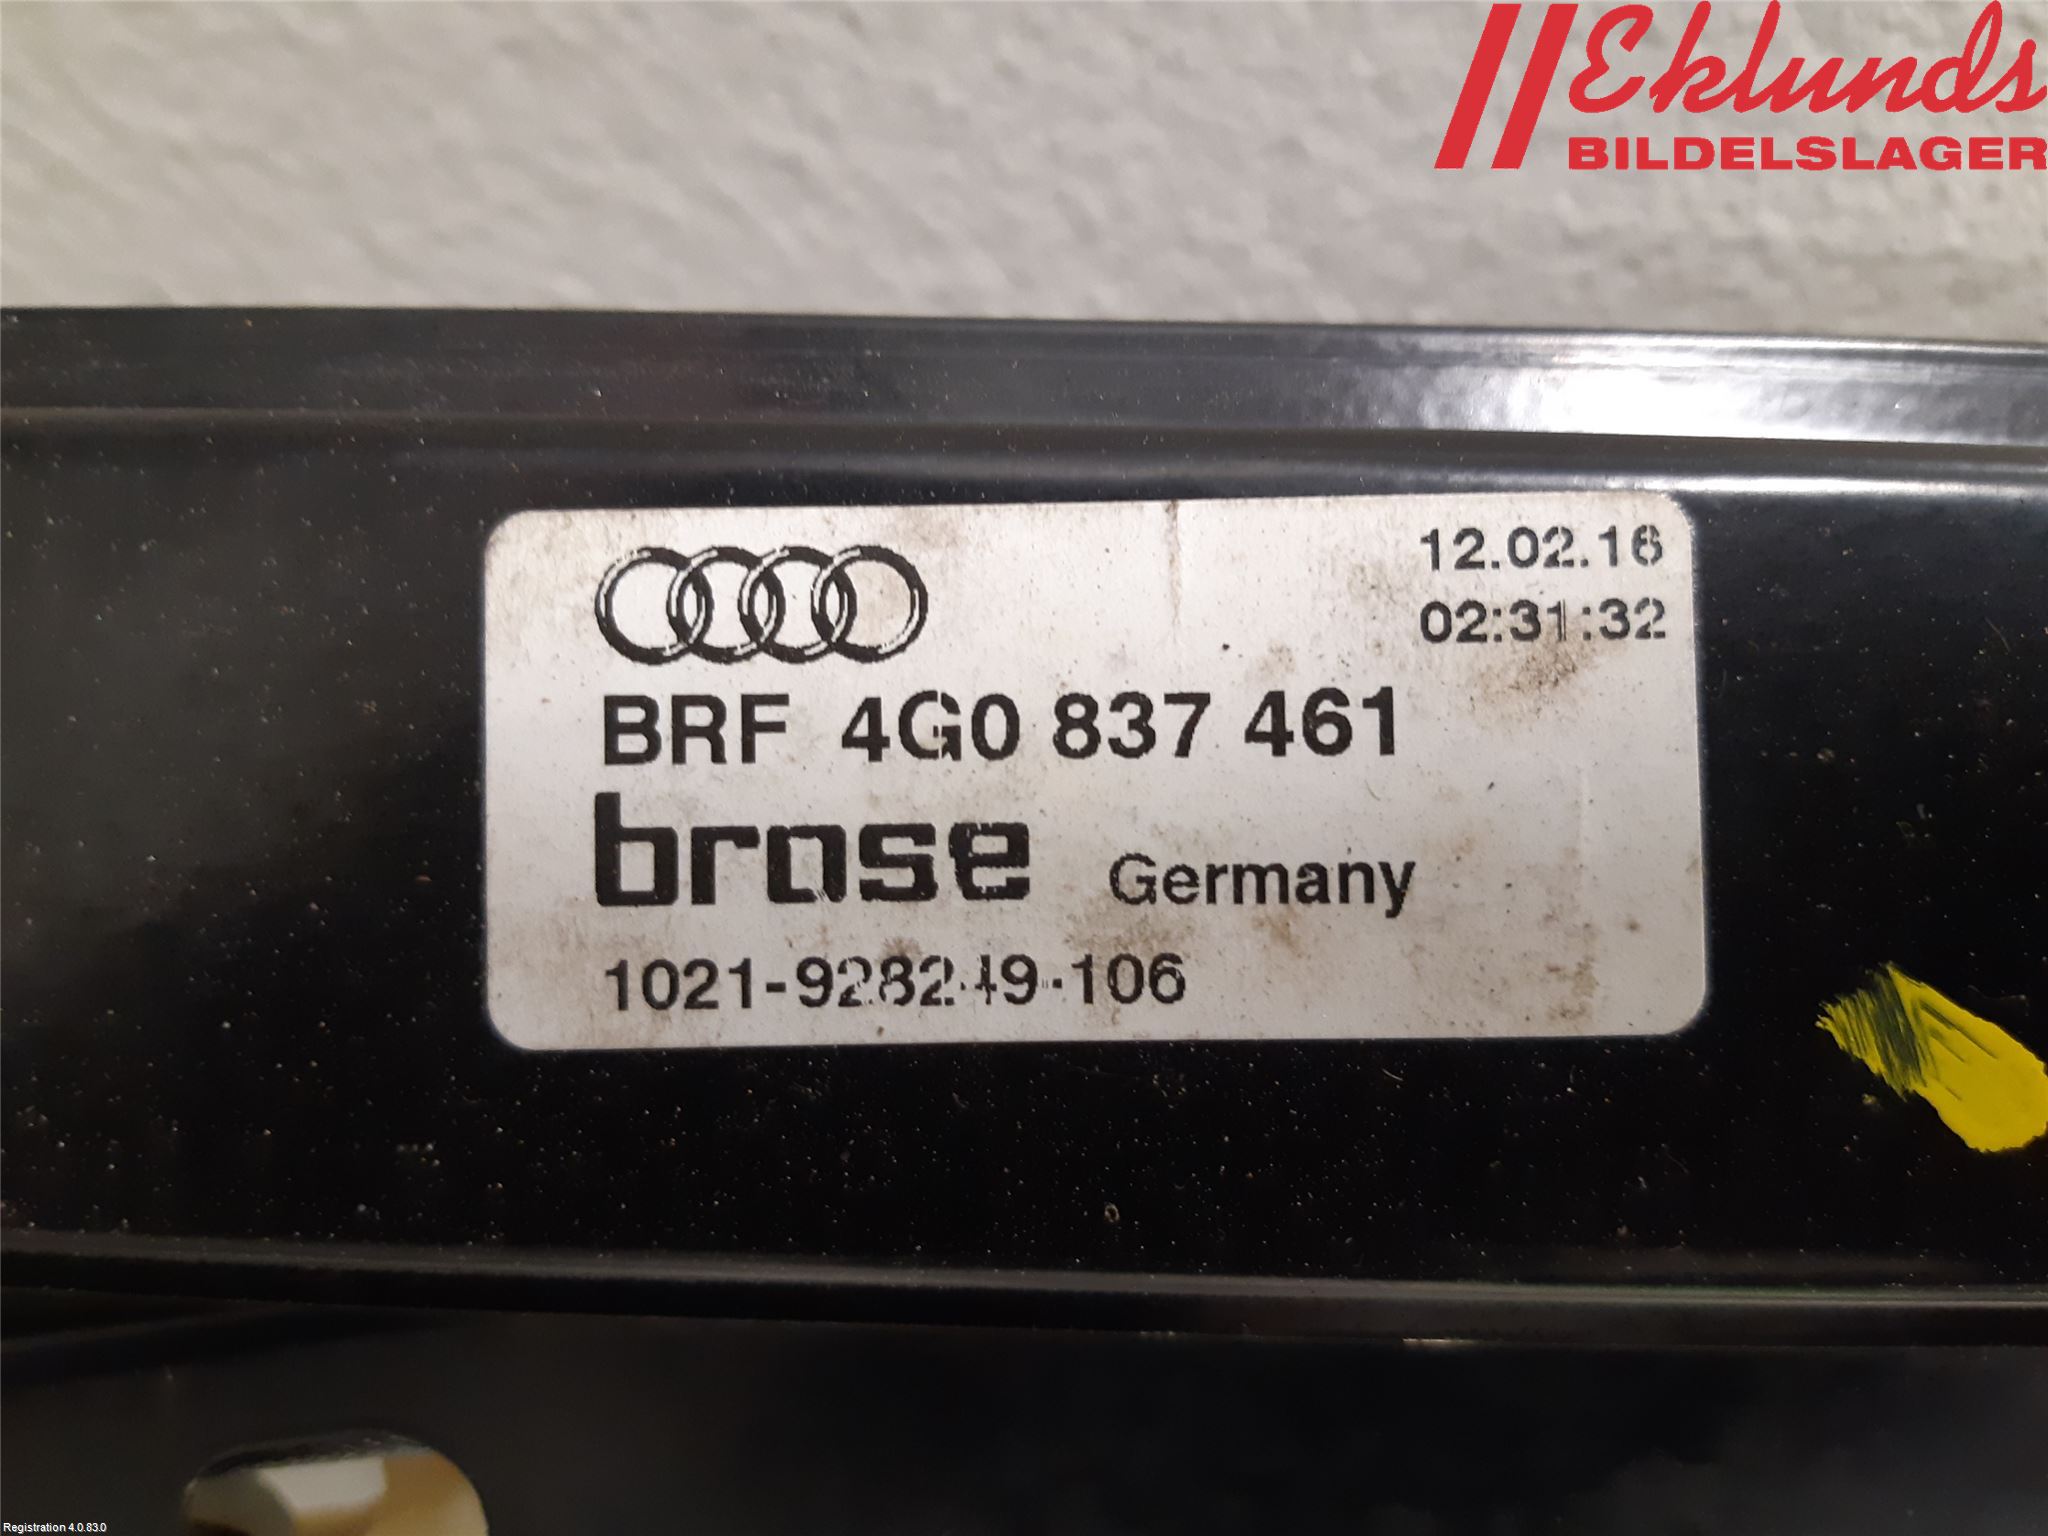 Eklunds
BILDELSLAGER
12.02.16
02:31:32
BRF 4G0 837 461
brose Germany
1021-928249-106
Registration 4.0.83.0